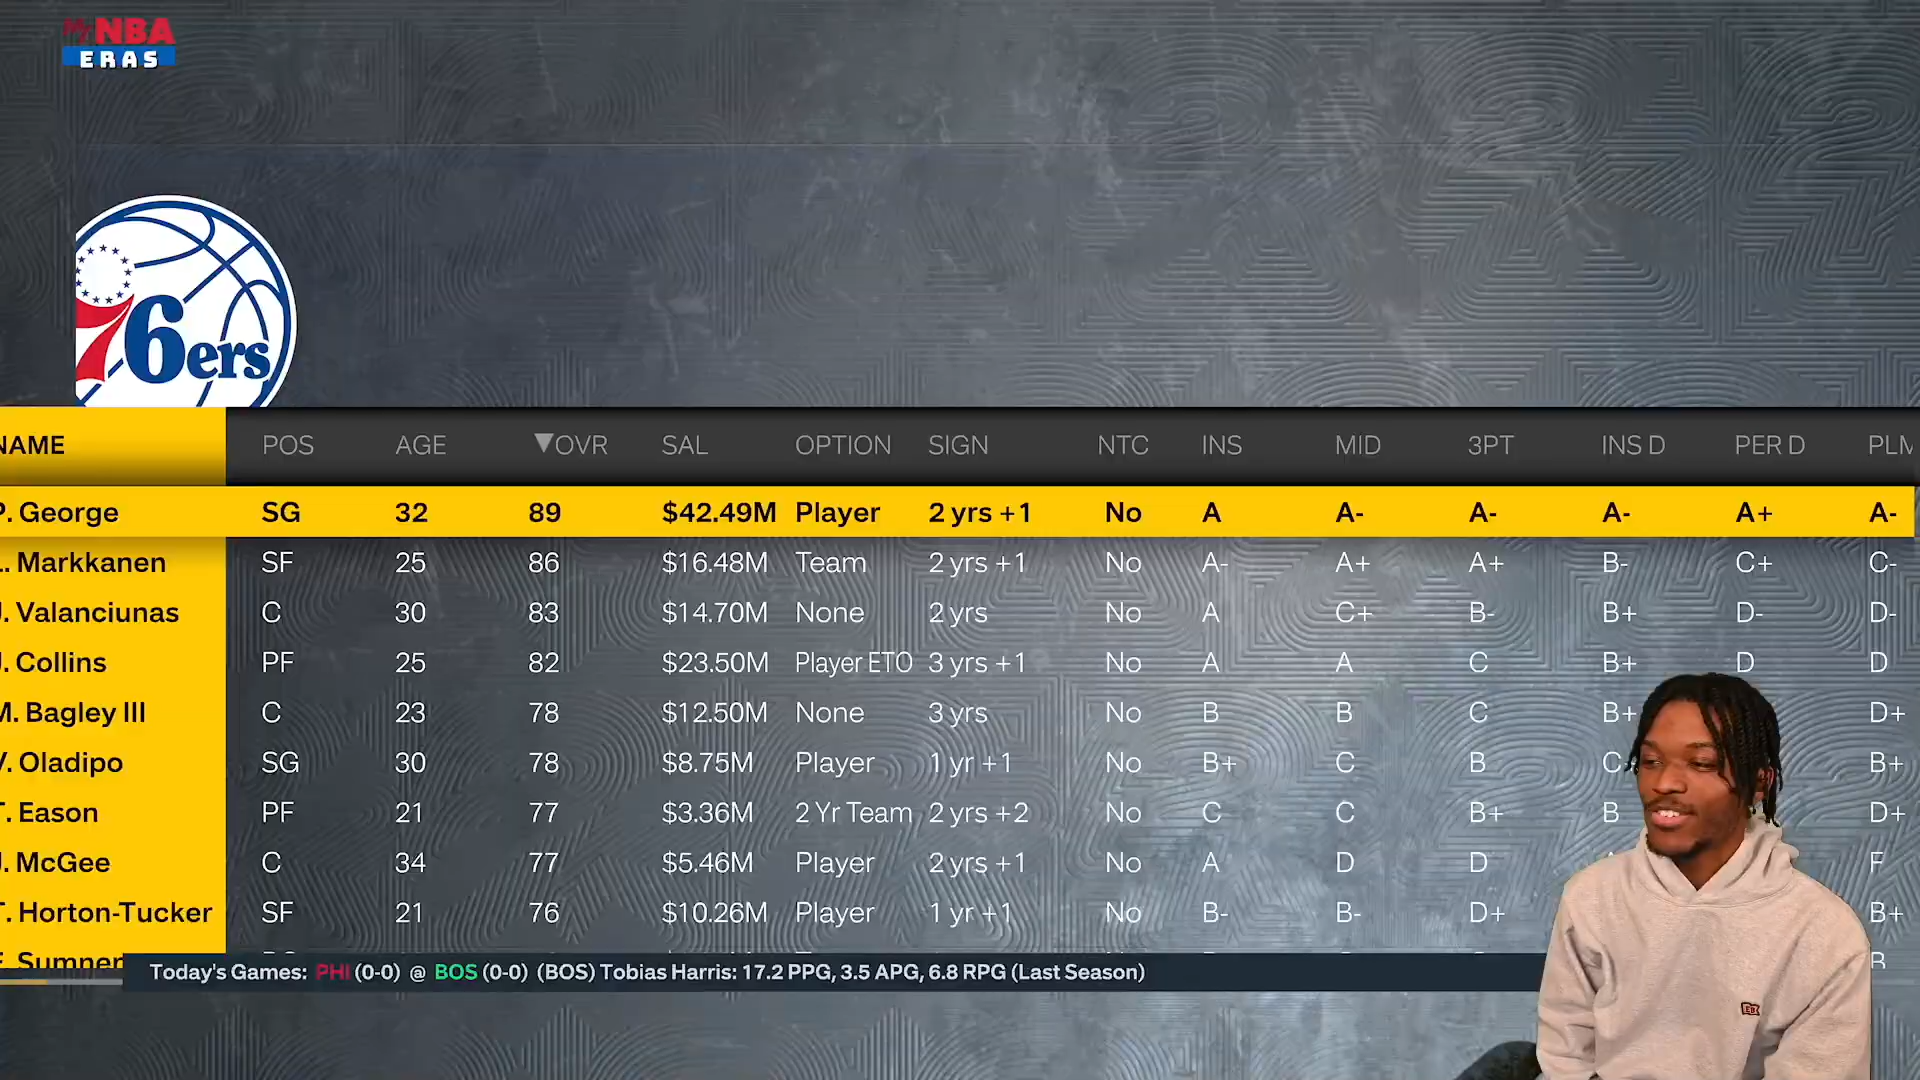 MyNBA
ERAS
76ers
NAME POS AGE ▼OVR SAL OPTION SIGN NTC INS MID 3PT INS D PER D PLM
P. George SG 32 89 $42.49M Player 2 yrs +1 No A A- A- A- A+ A-
. Markkanen SF 25 86 $16.48M Team 2 yrs +1 No A- A+ A+ B- C+ C-
J. Valanciunas C 30 83 $14.70M None 2 yrs No A C+ B- B+ D- D-
J. Collins PF 25 82 $23.50M Player ETO 3 yrs +1 No A A C B+ D D
M. Bagley III C 23 78 $12.50M None 3 yrs No B B C B+ D+
V. Oladipo SG 30 78 $8.75M Player 1 yr +1 No B+ C B C B+
T. Eason PF 21 77 $3.36M 2 Yr Team 2 yrs +2 No C C B+ B D+
J. McGee C 34 77 $5.46M Player 2 yrs +1 No A D D F
T. Horton-Tucker SF 21 76 $10.26M Player 1 yr +1 No B- B- D+ B+
Sumner
Today's Games: PHI (0-0) @ BOS (0-0) (BOS) Tobias Harris: 17.2 PPG, 3.5 APG, 6.8 RPG (Last Season)